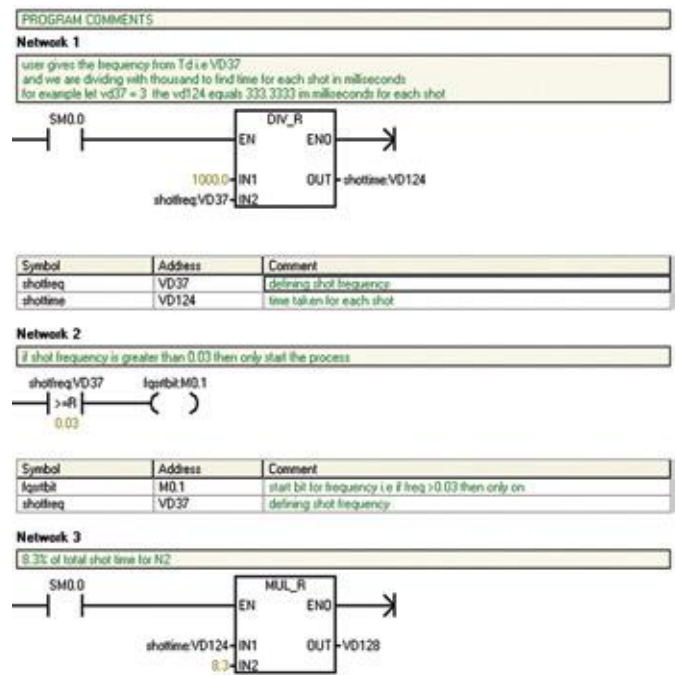 PROGRAM COMMENTS
Network 1
user gives the frequency from Td i.e VD37
and we are dividing with thousand to find time for each shot in milliseconds
for example let vd37 = 3 the vd124 equals 333.3333 im milliseconds for each shot
SM0.0
DIV_R
EN ENO
1000.0 IN1 OUT shottime:VD124
shotfreq:VD37 IN2
Symbol Address Comment
shotfreq VD37 defining shot frequency
shottime VD124 time taken for each shot
Network 2
if shot frequency is greater than 0.03 then only start the process
shotfreq:VD37 fqstbit:M0.1
>=R
0.03
Symbol Address Comment
M0.1 start bit for frequency i.e if freq >0.03 then only on
shotfreq VD37 defining shot frequency
Network 3
8.3% of total shot time for N2
SM0.0
MUL_R
EN ENO
shottime:VD124 IN1 OUT VD128
8.3 IN2